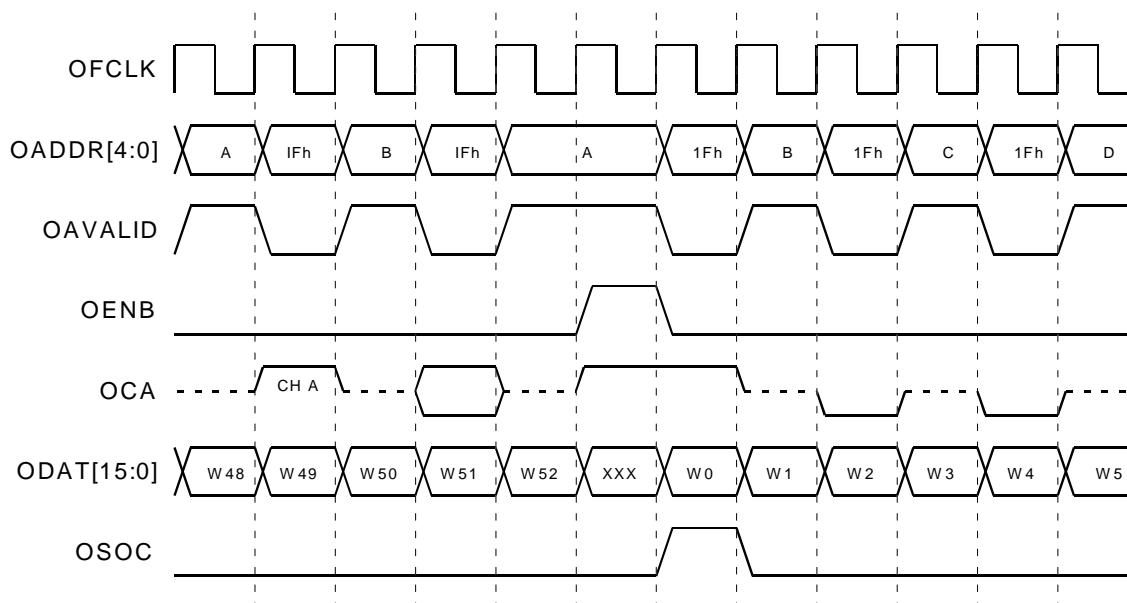 OFCLK
OADDR[4:0] A IFh B IFh A 1Fh B 1Fh C 1Fh D
OAVALID
OENB
OCA CH A
ODAT[15:0] W48 W49 W50 W51 W52 XXX W0 W1 W2 W3 W4 W5
OSOC